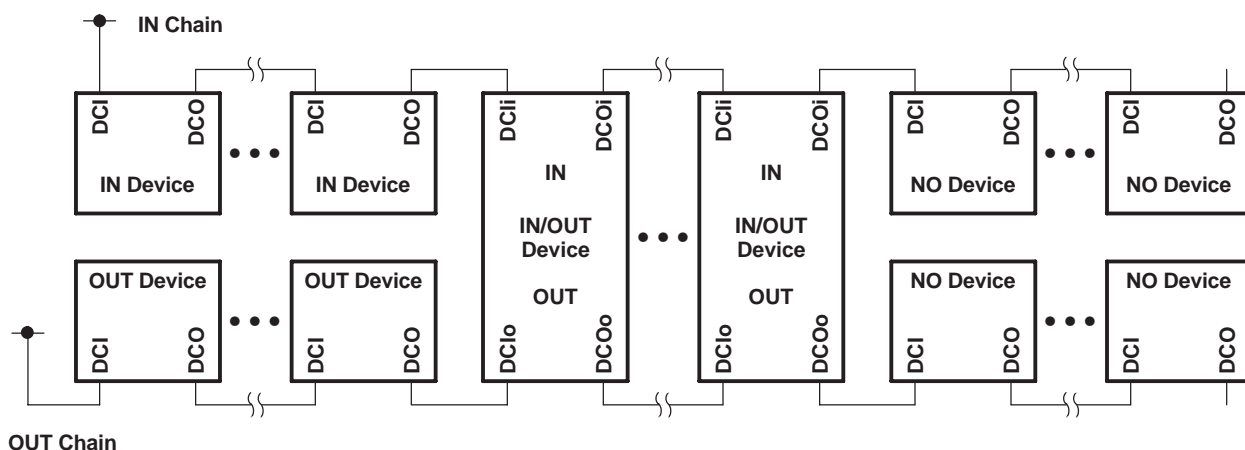 IN Chain
DCI
DCO
DCI
DCO
DCIi
DCOi
DCIi
DCOi
DCI
DCO
DCI
DCO
IN Device
IN Device
IN
IN
NO Device
NO Device
IN/OUT
Device
IN/OUT
Device
OUT Device
OUT Device
OUT
OUT
NO Device
NO Device
DCI
DCO
DCI
DCO
DCIo
DCOo
DCIo
DCOo
DCI
DCO
DCI
DCO
OUT Chain